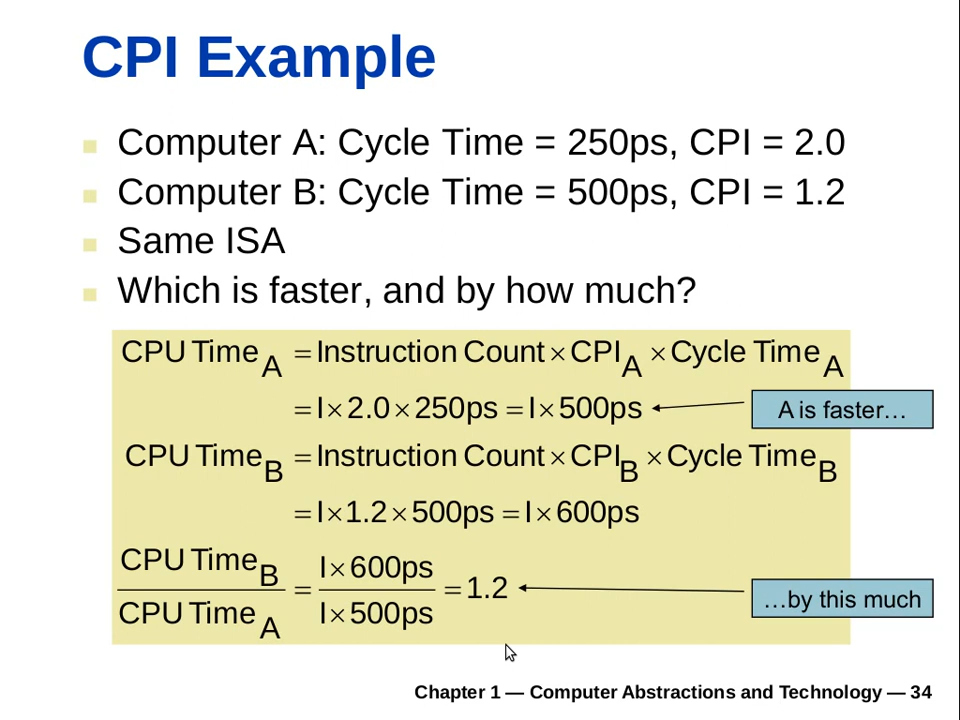 CPI Example
Computer A: Cycle Time = 250ps, CPI = 2.0
Computer B: Cycle Time = 500ps, CPI = 1.2
Same ISA
Which is faster, and by how much?
CPU Time_A = Instruction Count × CPI_A × Cycle Time_A
= I × 2.0 × 250ps = I × 500ps
A is faster…
CPU Time_B = Instruction Count × CPI_B × Cycle Time_B
= I × 1.2 × 500ps = I × 600ps
CPU Time_B / CPU Time_A = I × 600ps / I × 500ps = 1.2
…by this much
Chapter 1 — Computer Abstractions and Technology — 34